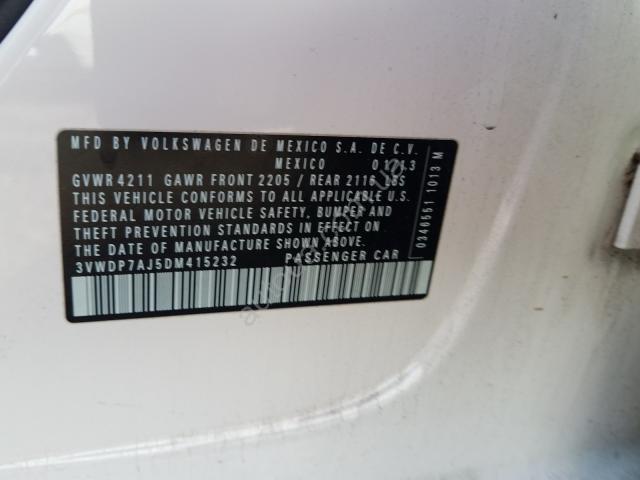 MFD BY VOLKSWAGEN DE MEXICO S.A. DE C.V.
MEXICO 01/13
GVWR 4211 GAWR FRONT 2205 / REAR 2116 LBS
THIS VEHICLE CONFORMS TO ALL APPLICABLE U.S.
FEDERAL MOTOR VEHICLE SAFETY, BUMPER AND
THEFT PREVENTION STANDARDS IN EFFECT ON
THE DATE OF MANUFACTURE SHOWN ABOVE.
3VWDP7AJ5DM415232 PASSENGER CAR
0346551 1013 M